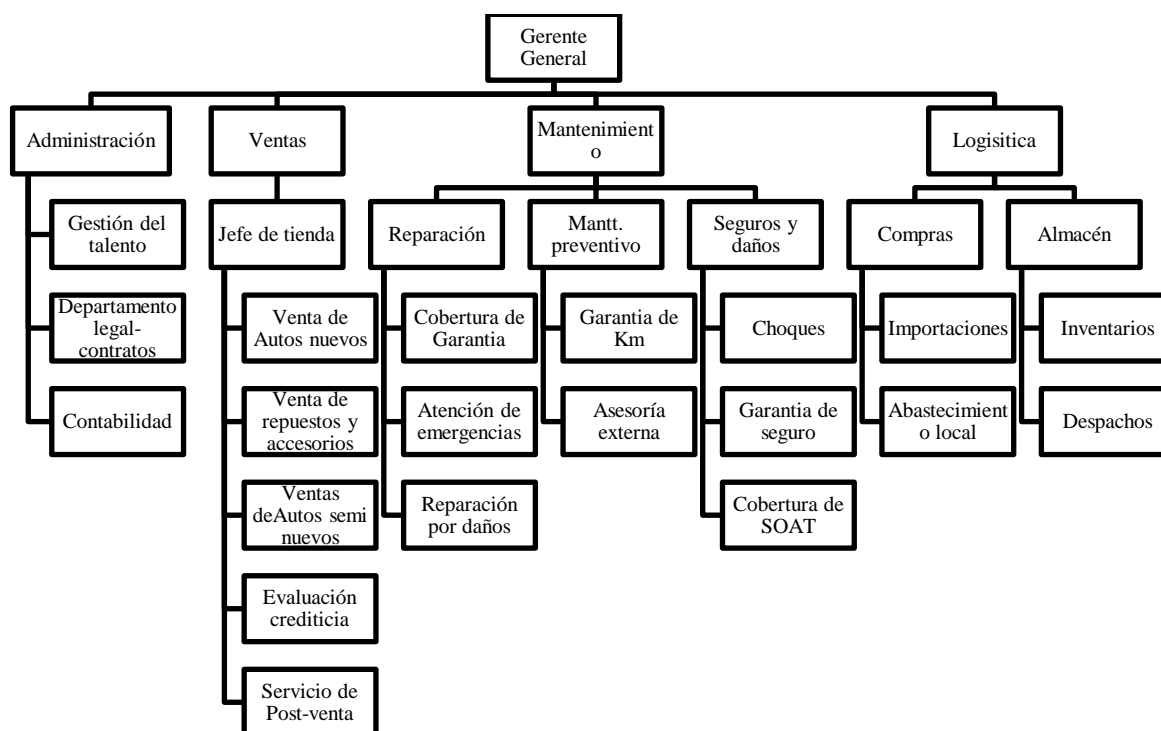 Gerente
General
Administración
Ventas
Mantenimient
o
Logisitica
Gestión del
talento
Departamento
legal-
contratos
Contabilidad
Jefe de tienda
Venta de
Autos nuevos
Venta de
repuestos y
accesorios
Ventas
deAutos semi
nuevos
Evaluación
crediticia
Servicio de
Post-venta
Reparación
Cobertura de
Garantia
Atención de
emergencias
Reparación
por daños
Mantt.
preventivo
Garantia de
Km
Asesoría
externa
Seguros y
daños
Choques
Garantia de
seguro
Cobertura de
SOAT
Compras
Importaciones
Abastecimient
o local
Almacén
Inventarios
Despachos